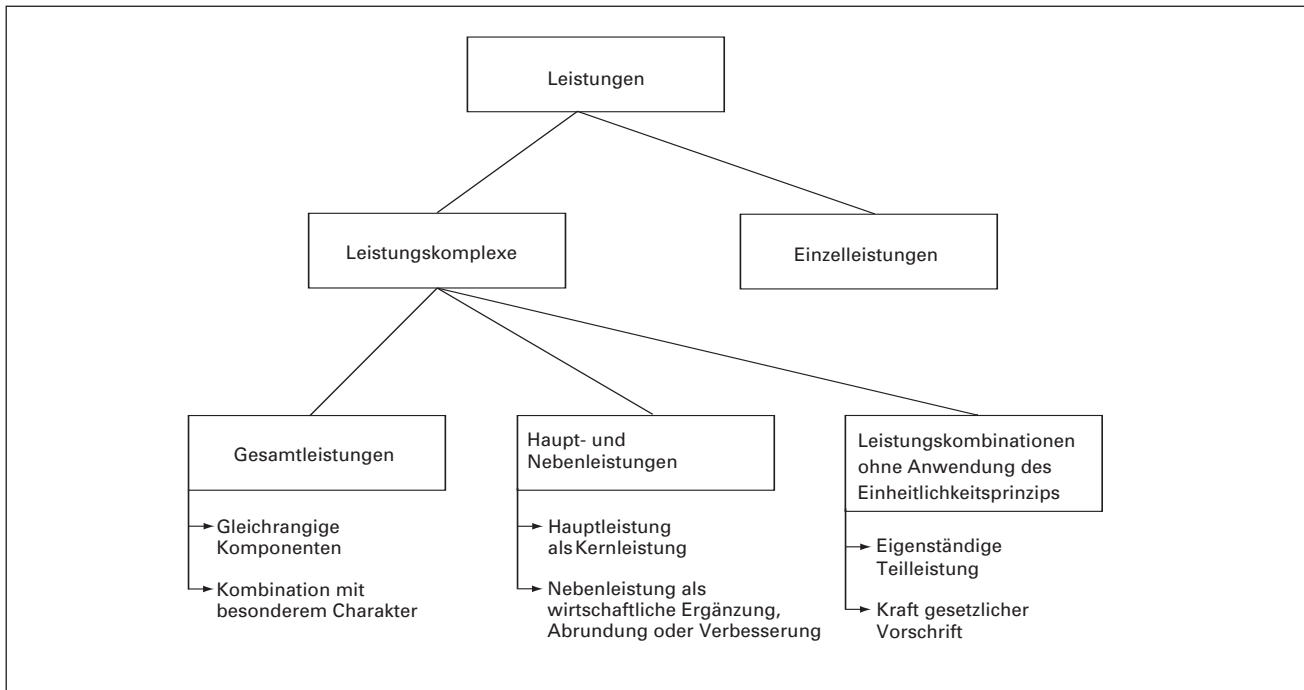 Leistungen
Leistungskomplexe
Einzelleistungen
Gesamtleistungen
Gleichrangige
Komponenten
Kombination mit
besonderem Charakter
Haupt- und
Nebenleistungen
Hauptleistung
als Kernleistung
Nebenleistung als
wirtschaftliche Ergänzung,
Abrundung oder Verbesserung
Leistungskombinationen
ohne Anwendung des
Einheitlichkeitsprinzips
Eigenständige
Teilleistung
Kraft gesetzlicher
Vorschrift